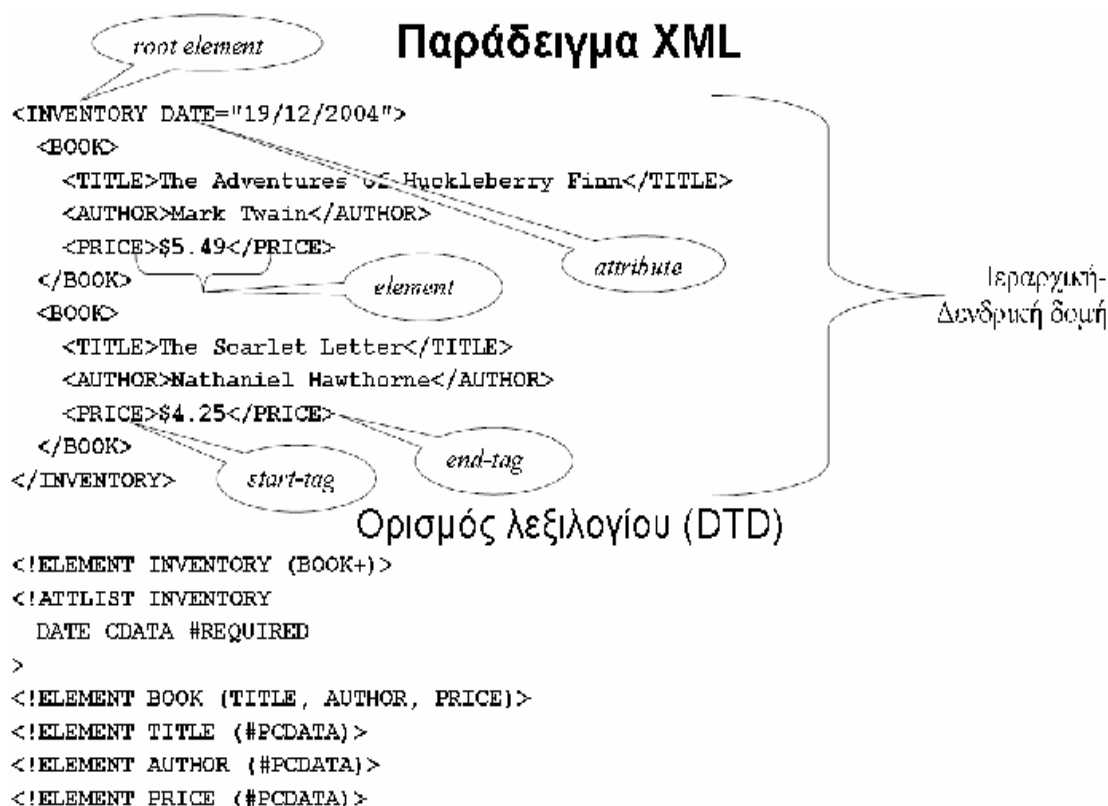 root element
Παράδειγμα XML
<INVENTORY DATE="19/12/2004">
<BOOK>
<TITLE>The Adventures of Huckleberry Finn</TITLE>
<AUTHOR>Mark Twain</AUTHOR>
<PRICE>$5.49</PRICE>
attribute
</BOOK>
element
Ιεραρχική-
Δενδρική δομή
<BOOK>
<TITLE>The Scarlet Letter</TITLE>
<AUTHOR>Nathaniel Hawthorne</AUTHOR>
<PRICE>$4.25</PRICE>
</BOOK>
end-tag
</INVENTORY>
start-tag
Ορισμός λεξιλογίου (DTD)
<!ELEMENT INVENTORY (BOOK+)>
<!ATTLIST INVENTORY
DATE CDATA #REQUIRED
>
<!ELEMENT BOOK (TITLE, AUTHOR, PRICE)>
<!ELEMENT TITLE (#PCDATA)>
<!ELEMENT AUTHOR (#PCDATA)>
<!ELEMENT PRICE (#PCDATA)>